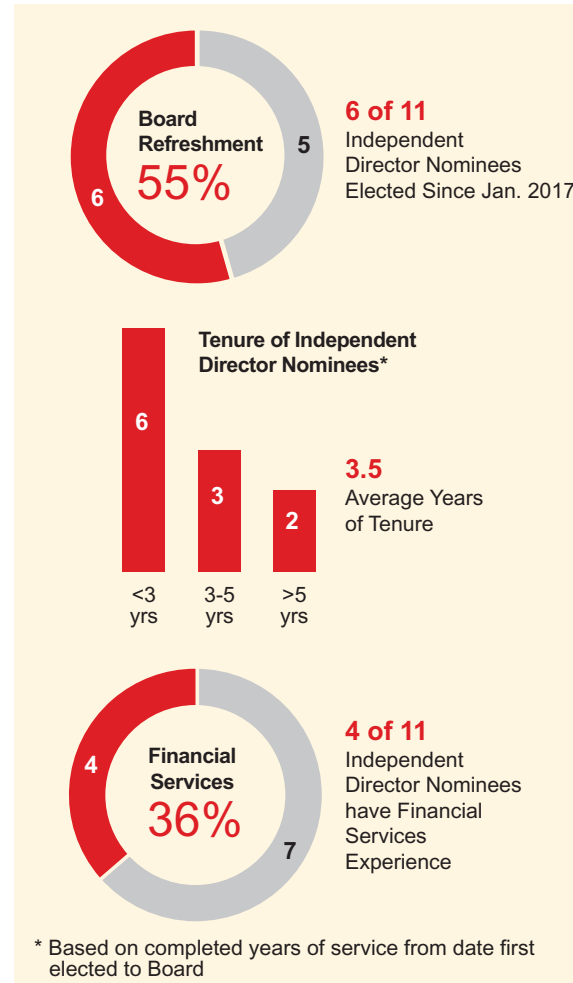 Board
Refreshment
55%
6
5
6 of 11
Independent
Director Nominees
Elected Since Jan. 2017
Tenure of Independent
Director Nominees*
6
3
2
<3
yrs
3-5
yrs
>5
yrs
3.5
Average Years
of Tenure
Financial
Services
36%
4
7
4 of 11
Independent
Director Nominees
have Financial
Services
Experience
* Based on completed years of service from date first
elected to Board